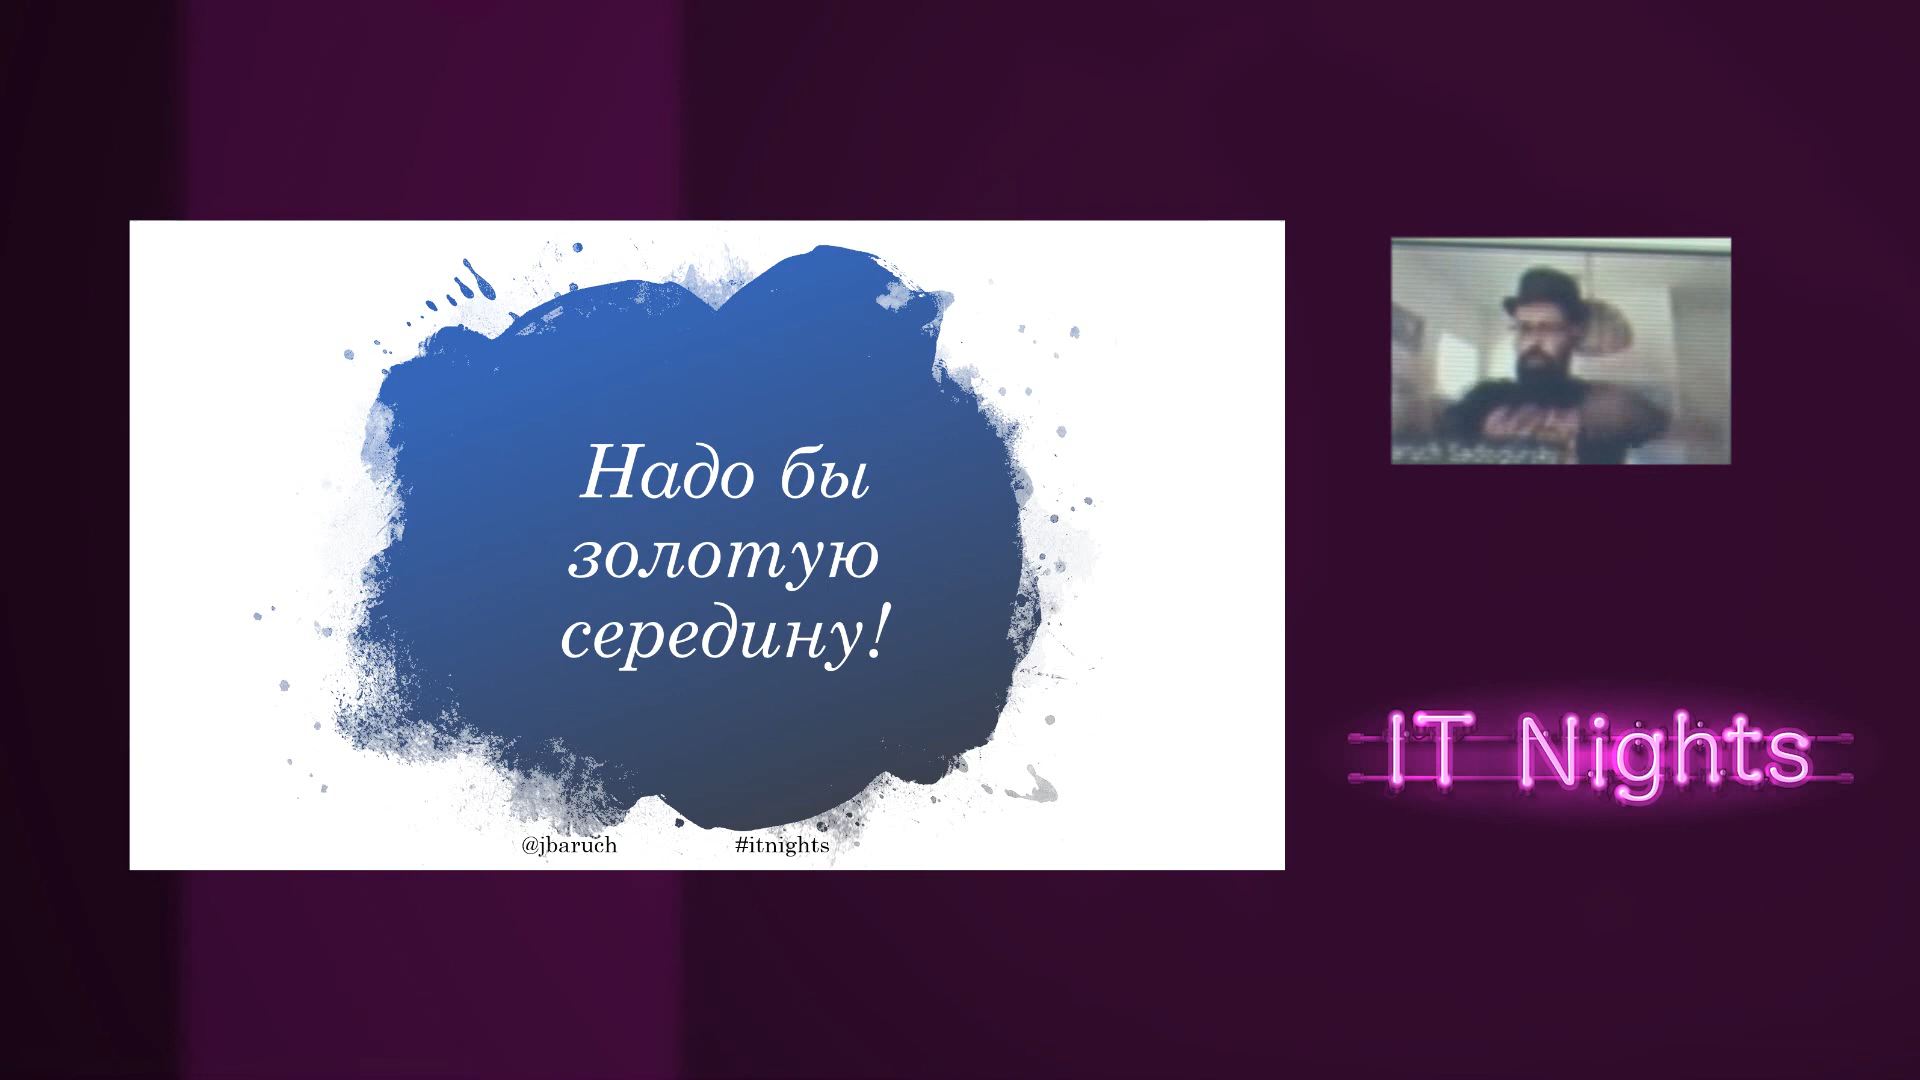 Надо бы
золотую
середину!
@jbaruch
#itnights
IT Nights